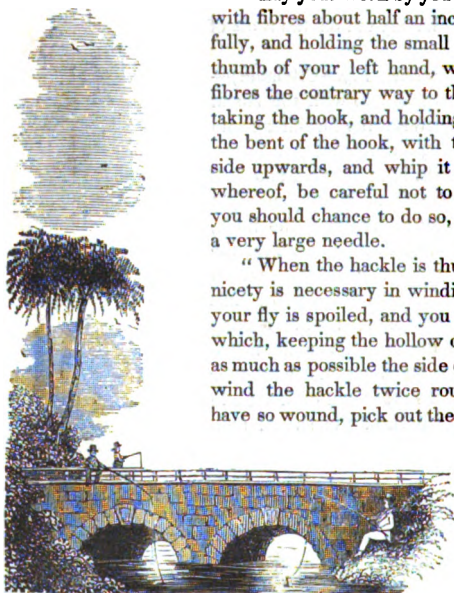 with fibres about half an inc
fully, and holding the small
thumb of your left hand, w
fibres the contrary way to th
taking the hook, and holding
the bent of the hook, with t
side upwards, and whip it
whereof, be careful not to
you should chance to do so,
a very large needle.
“ When the hackle is thu
nicety is necessary in windi
your fly is spoiled, and you
which, keeping the hollow o
as much as possible the side o
wind the hackle twice rou
have so wound, pick out the